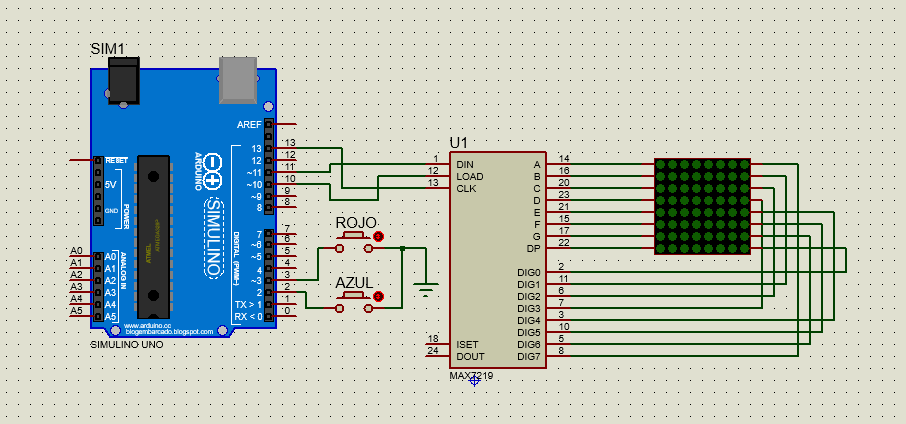 SIM1
AREF
13
12
~11
~10
~9
8
13
12
11
10
9
8
RESET
5V
GND
POWER
ARDUINO
SIMULINO
ATMEL
DIGITAL (PWM~)
7
~6
~5
4
~3
2
TX > 1
RX < 0
7
6
5
4
3
2
1
0
A0
A1
A2
A3
A4
A5
A0
A1
A2
A3
A4
A5
ANALOG IN
www.arduino.cc
blogembarcado.blogspot.com
SIMULINO UNO
ROJO
AZUL
U1
1
12
13
DIN
LOAD
CLK
18
24
ISET
DOUT
A 14
B 16
C 20
D 23
E 21
F 15
G 17
DP 22
DIG0 2
DIG1 11
DIG2 6
DIG3 7
DIG4 3
DIG5 10
DIG6 5
DIG7 8
MAX7219